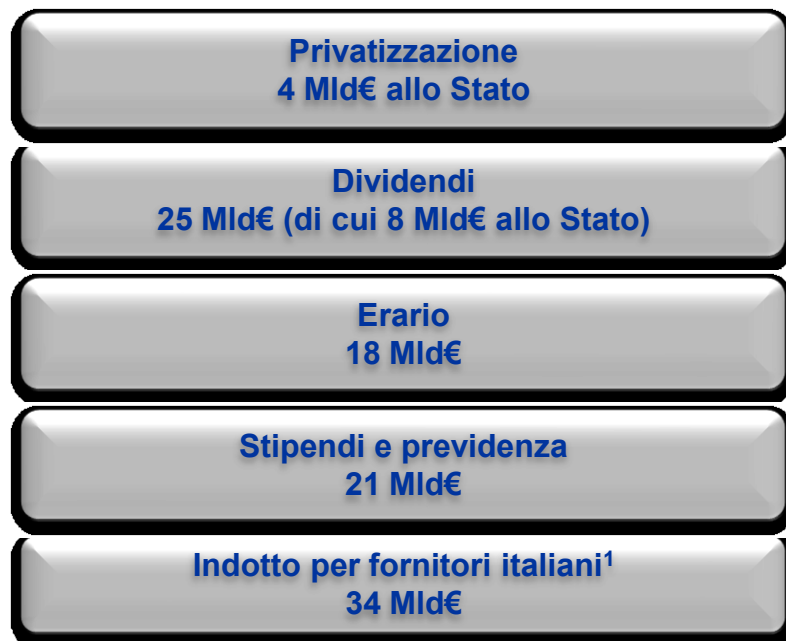 Privatizzazione
4 Mld€ allo Stato
Dividendi
25 Mld€ (di cui 8 Mld€ allo Stato)
Erario
18 Mld€
Stipendi e previdenza
21 Mld€
Indotto per fornitori italiani¹
34 Mld€